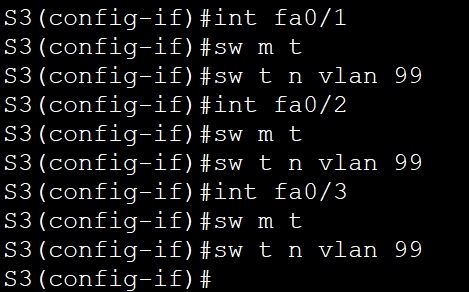 S3(config-if)#int fa0/1
S3(config-if)#sw m t
S3(config-if)#sw t n vlan 99
S3(config-if)#int fa0/2
S3(config-if)#sw m t
S3(config-if)#sw t n vlan 99
S3(config-if)#int fa0/3
S3(config-if)#sw m t
S3(config-if)#sw t n vlan 99
S3(config-if)#